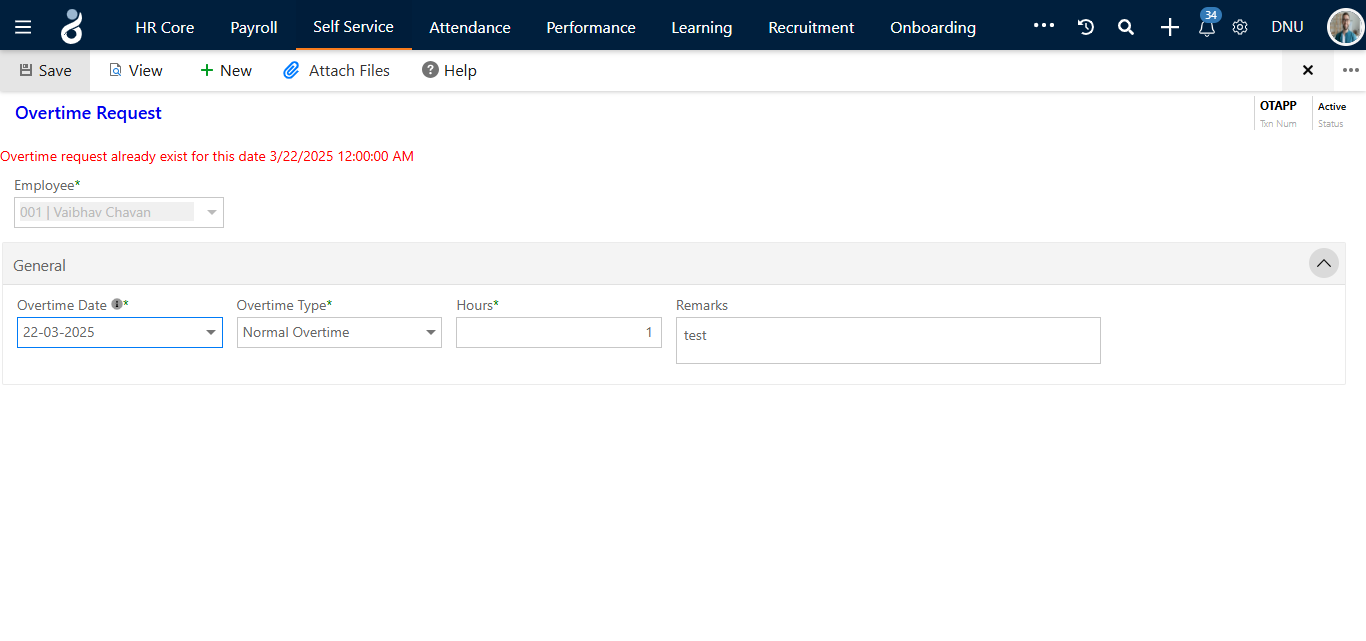 HR Core Payroll Self Service Attendance Performance Learning Recruitment Onboarding 34 DNU
Save View New Attach Files Help
Overtime Request
OTAPP Active
Txn Num Status
Overtime request already exist for this date 3/22/2025 12:00:00 AM
Employee*
001 | Vaibhav Chavan
General
Overtime Date * Overtime Type* Hours* Remarks
22-03-2025 Normal Overtime 1 test